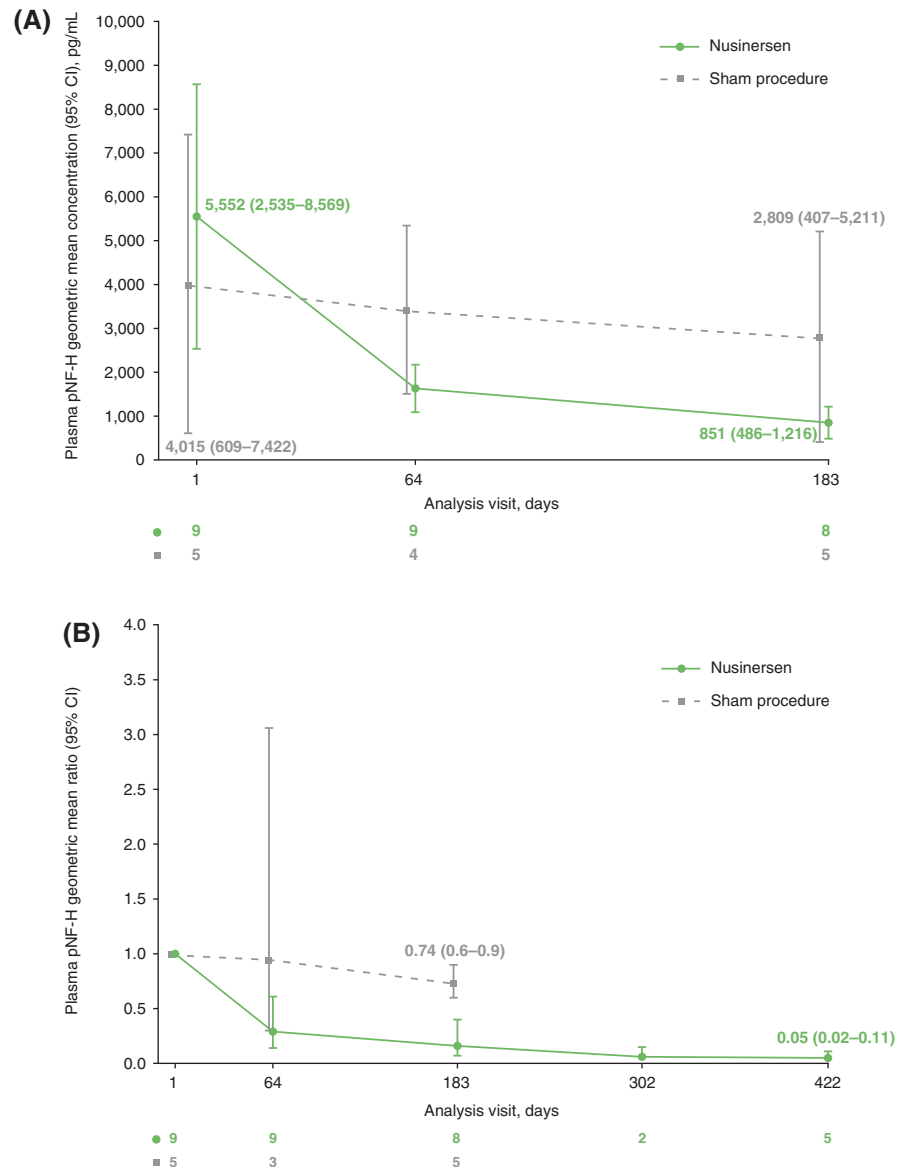 (A)
Plasma pNF-H geometric mean concentration (95% CI), pg/mL
10,000
9,000
8,000
7,000
6,000
5,000
4,000
3,000
2,000
1,000
0
Nusinersen
Sham procedure
5,552 (2,535–8,569)
2,809 (407–5,211)
851 (486–1,216)
4,015 (609–7,422)
1 64 183
Analysis visit, days
9 9 8
5 4 5
(B)
Plasma pNF-H geometric mean ratio (95% CI)
4.0
3.5
3.0
2.5
2.0
1.5
1.0
0.5
0.0
Nusinersen
Sham procedure
0.74 (0.6–0.9)
0.05 (0.02–0.11)
1 64 183 302 422
Analysis visit, days
9 9 8 2 5
5 3 5